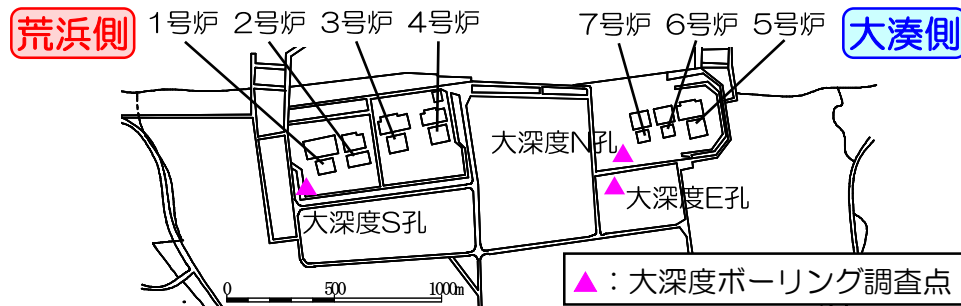 荒浜側 1号炉 2号炉 3号炉 4号炉 7号炉 6号炉 5号炉 大湊側
大深度N孔
大深度E孔
大深度S孔
0 500 1000m
▲：大深度ボーリング調査点